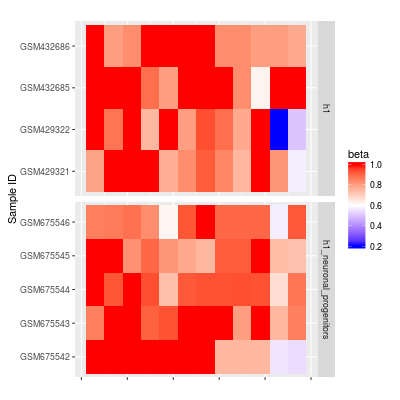 Sample ID
GSM432686
GSM432685
GSM429322
GSM429321
h1
GSM675546
GSM675545
GSM675544
GSM675543
GSM675542
h1_neuronal_progenitors
beta
1.0
0.8
0.6
0.4
0.2